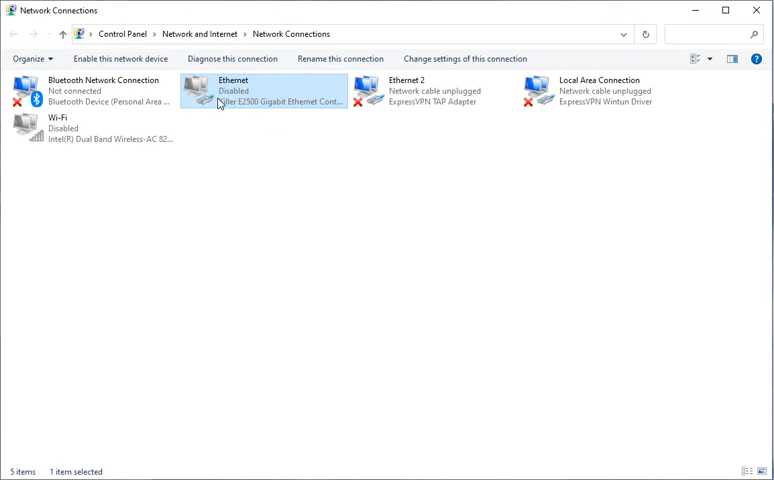 Network Connections
Control Panel > Network and Internet > Network Connections
Organize
Enable this network device
Diagnose this connection
Rename this connection
Change settings of this connection
Bluetooth Network Connection
Not connected
Bluetooth Device (Personal Area ...
Ethernet
Disabled
Killer E2500 Gigabit Ethernet Cont...
Ethernet 2
Network cable unplugged
ExpressVPN TAP Adapter
Local Area Connection
Network cable unplugged
ExpressVPN Wintun Driver
Wi-Fi
Disabled
Intel(R) Dual Band Wireless-AC 82...
5 items
1 item selected